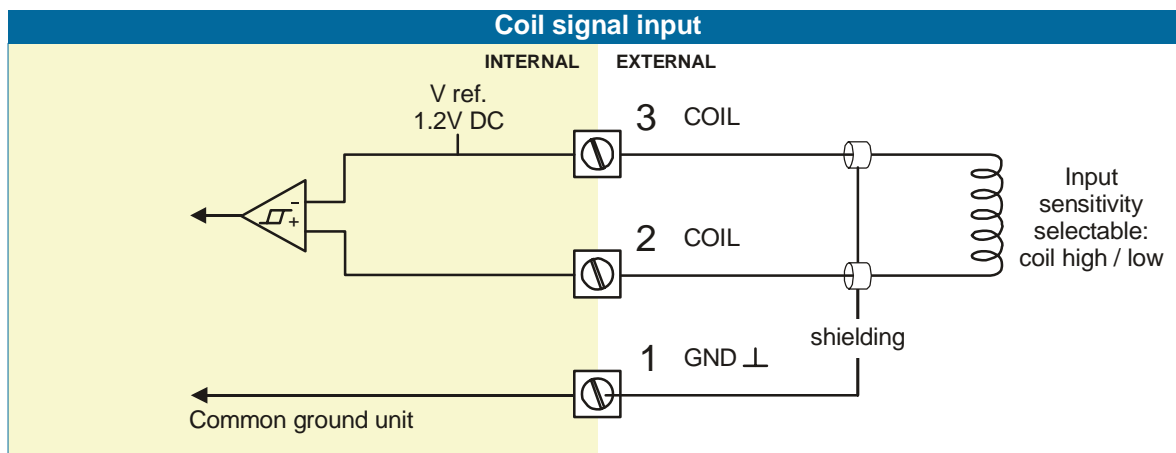 Coil signal input
INTERNAL
EXTERNAL
V ref.
1.2V DC
3 COIL
- 
+
2 COIL
Input
sensitivity
selectable:
coil high / low
shielding
1 GND ⊥
Common ground unit